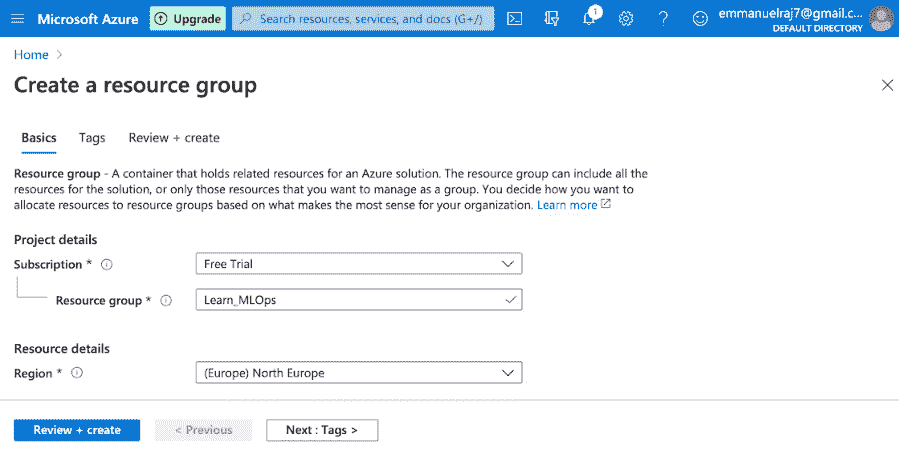 Microsoft Azure Upgrade Search resources, services, and docs (G+/) 1 ? emmanuelraj7@gmail.c...
DEFAULT DIRECTORY
Home >
Create a resource group
Basics Tags Review + create
Resource group - A container that holds related resources for an Azure solution. The resource group can include all the
resources for the solution, or only those resources that you want to manage as a group. You decide how you want to
allocate resources to resource groups based on what makes the most sense for your organization. Learn more
Project details
Subscription * Free Trial
Resource group * Learn_MLOps
Resource details
Region * (Europe) North Europe
Review + create < Previous Next : Tags >